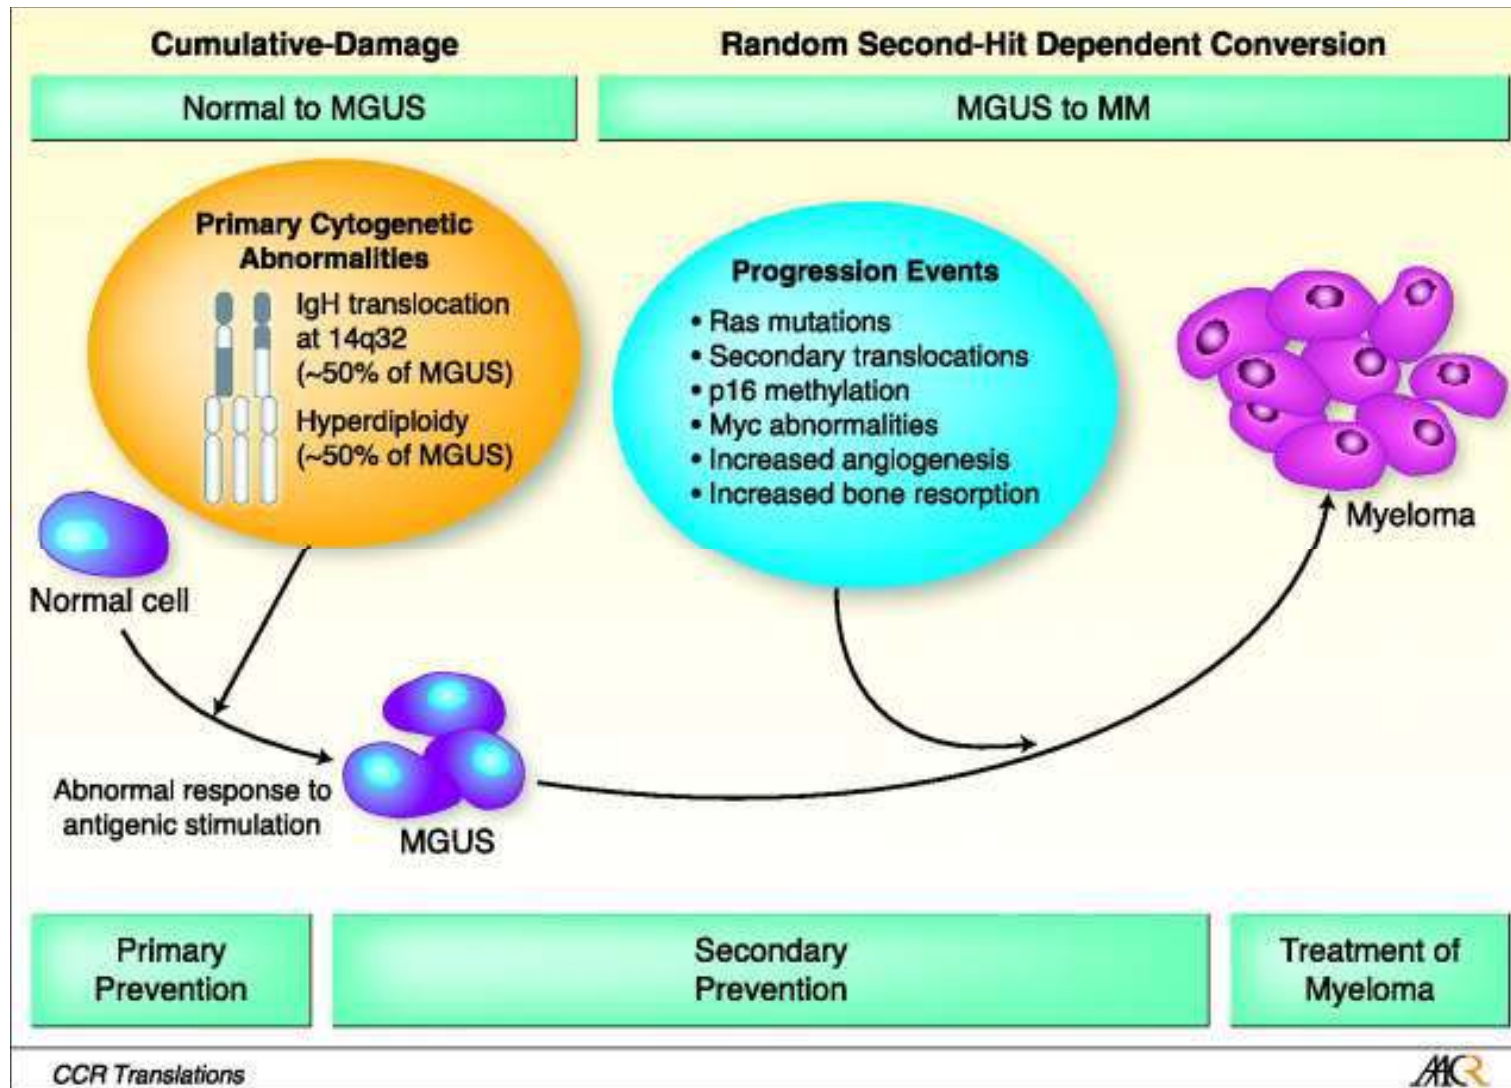 Cumulative-Damage
Random Second-Hit Dependent Conversion
Normal to MGUS
MGUS to MM
Primary Cytogenetic
Abnormalities
IgH translocation
at 14q32
(~50% of MGUS)
Hyperdiploidy
(~50% of MGUS)
Progression Events
• Ras mutations
• Secondary translocations
• p16 methylation
• Myc abnormalities
• Increased angiogenesis
• Increased bone resorption
Myeloma
Normal cell
Abnormal response to
antigenic stimulation
MGUS
Primary
Prevention
Secondary
Prevention
Treatment of
Myeloma
CCR Translations
AACR